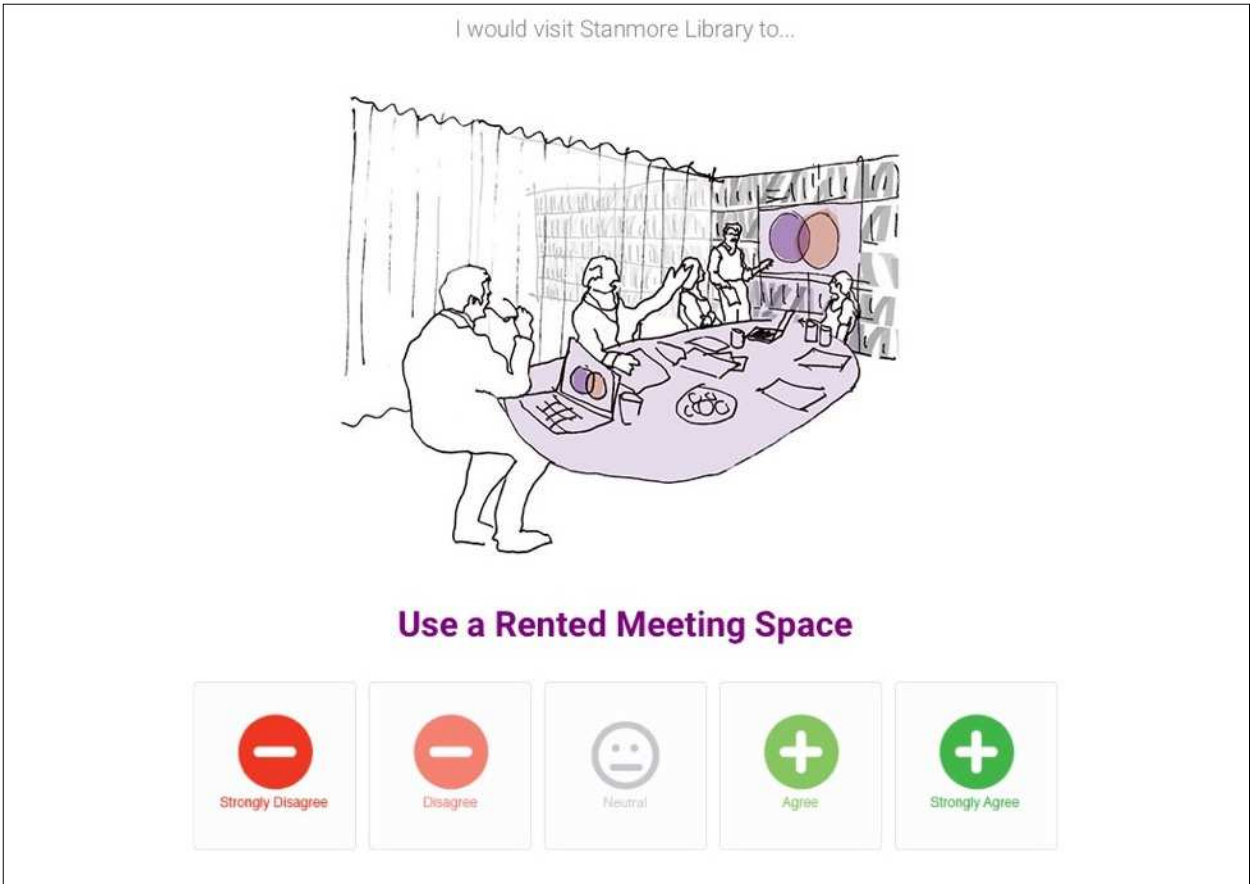 I would visit Stanmore Library to...
Use a Rented Meeting Space
Strongly Disagree
Disagree
Neutral
Agree
Strongly Agree